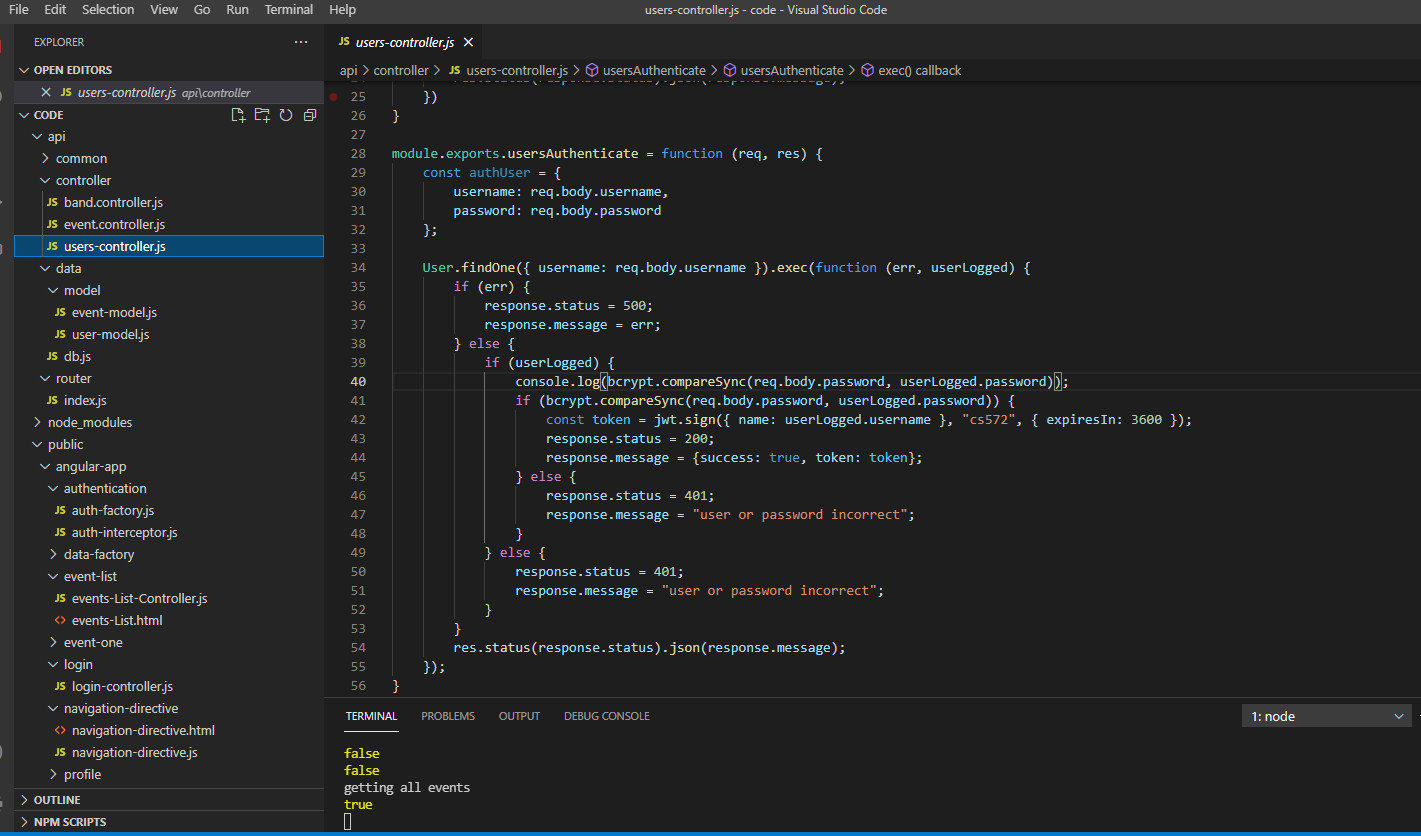 File Edit Selection View Go Run Terminal Help users-controller.js - code - Visual Studio Code
EXPLORER ...
OPEN EDITORS
JS users-controller.js api\controller
CODE
api
common
controller
JS band.controller.js
JS event.controller.js
JS users-controller.js
data
model
JS event-model.js
JS user-model.js
JS db.js
router
JS index.js
node_modules
public
angular-app
authentication
JS auth-factory.js
JS auth-interceptor.js
data-factory
event-list
JS events-List-Controller.js
<> events-List.html
event-one
login
JS login-controller.js
navigation-directive
<> navigation-directive.html
JS navigation-directive.js
profile
OUTLINE
NPM SCRIPTS
JS users-controller.js
api > controller > JS users-controller.js > usersAuthenticate > usersAuthenticate > exec() callback
25 })
26 }
27
28 module.exports.usersAuthenticate = function (req, res) {
29 const authUser = {
30 username: req.body.username,
31 password: req.body.password
32 };
33
34 User.findOne({ username: req.body.username }).exec(function (err, userLogged) {
35 if (err) {
36 response.status = 500;
37 response.message = err;
38 } else {
39 if (userLogged) {
40 console.log(bcrypt.compareSync(req.body.password, userLogged.password));
41 if (bcrypt.compareSync(req.body.password, userLogged.password)) {
42 const token = jwt.sign({ name: userLogged.username }, "cs572", { expiresIn: 3600 });
43 response.status = 200;
44 response.message = {success: true, token: token};
45 } else {
46 response.status = 401;
47 response.message = "user or password incorrect";
48 }
49 } else {
50 response.status = 401;
51 response.message = "user or password incorrect";
52 }
53 }
54 res.status(response.status).json(response.message);
55 });
56 }
TERMINAL PROBLEMS OUTPUT DEBUG CONSOLE 1: node
false
false
getting all events
true